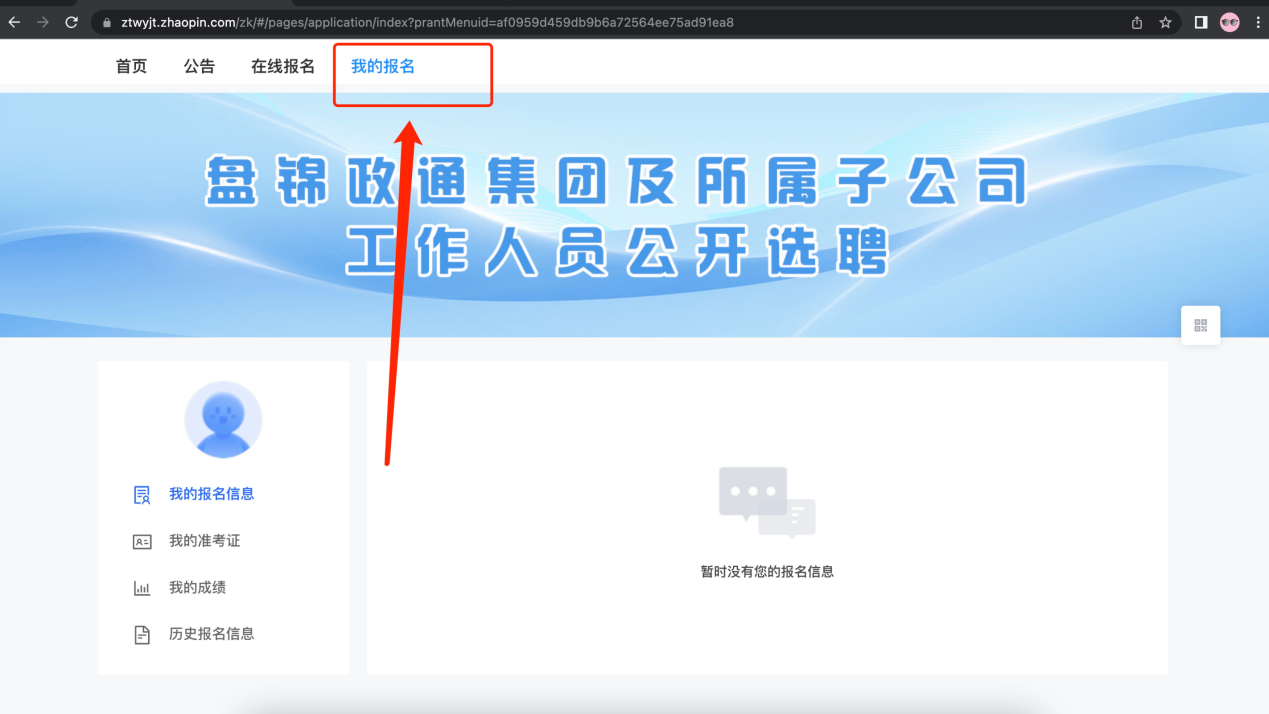 ztwyjt.zhaopin.com/zk/#/pages/application/index?prantMenuid=af0959d459db9b6a72564ee75ad91ea8
首页 公告 在线报名 我的报名
盘锦政通集团及所属子公司
工作人员公开选聘
我的报名信息
我的准考证
我的成绩
历史报名信息
暂时没有您的报名信息